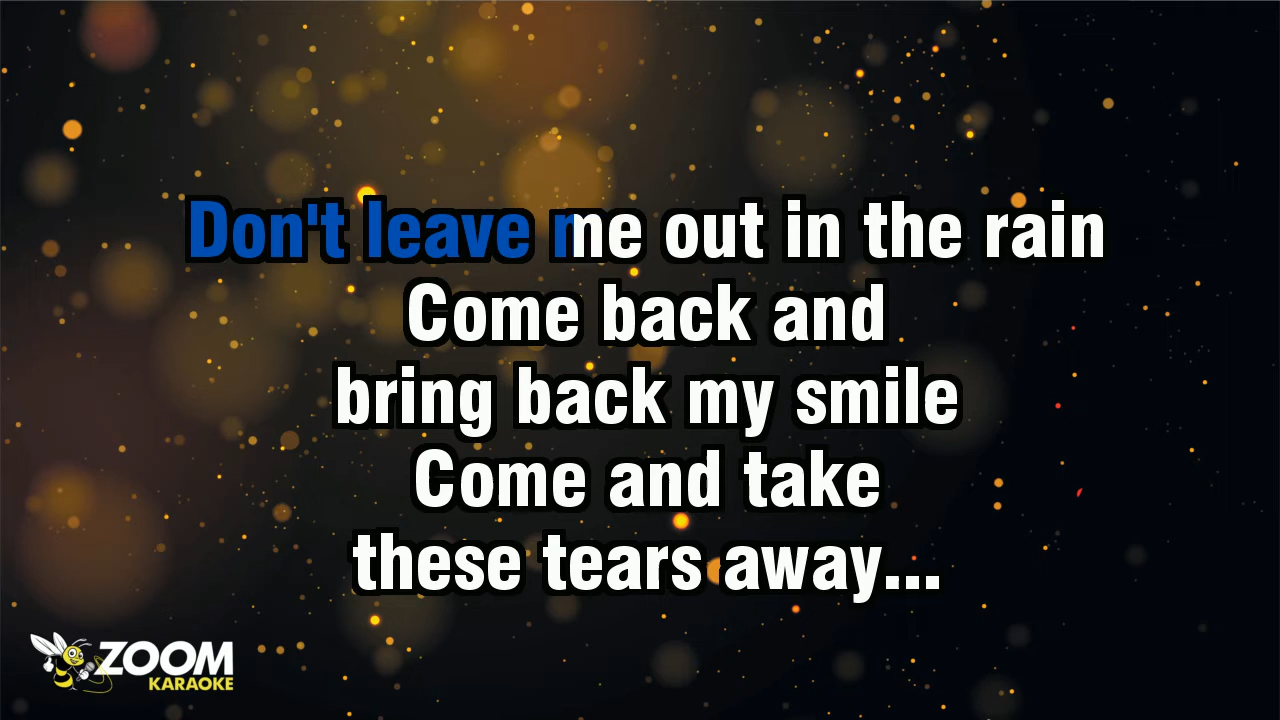 Don't leave me out in the rain
Come back and
bring back my smile
Come and take
these tears away...
ZOOM
KARAOKE